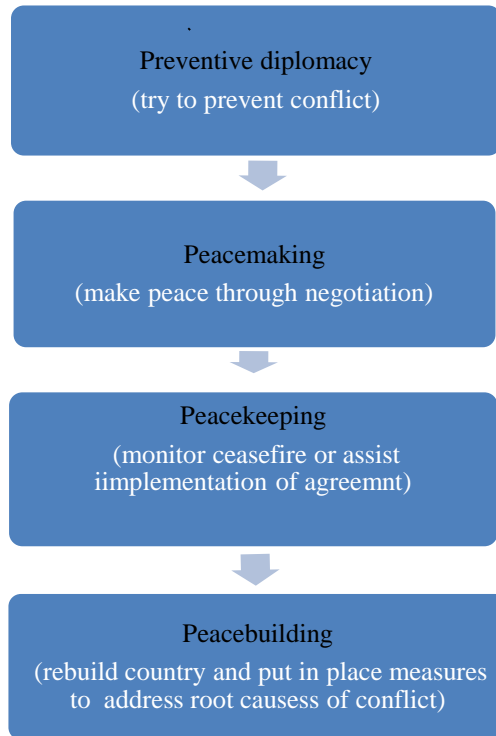 Preventive diplomacy
(try to prevent conflict)
Peacemaking
(make peace through negotiation)
Peacekeeping
(monitor ceasefire or assist
iimplementation of agreemnt)
Peacebuilding
(rebuild country and put in place measures
to address root causess of conflict)